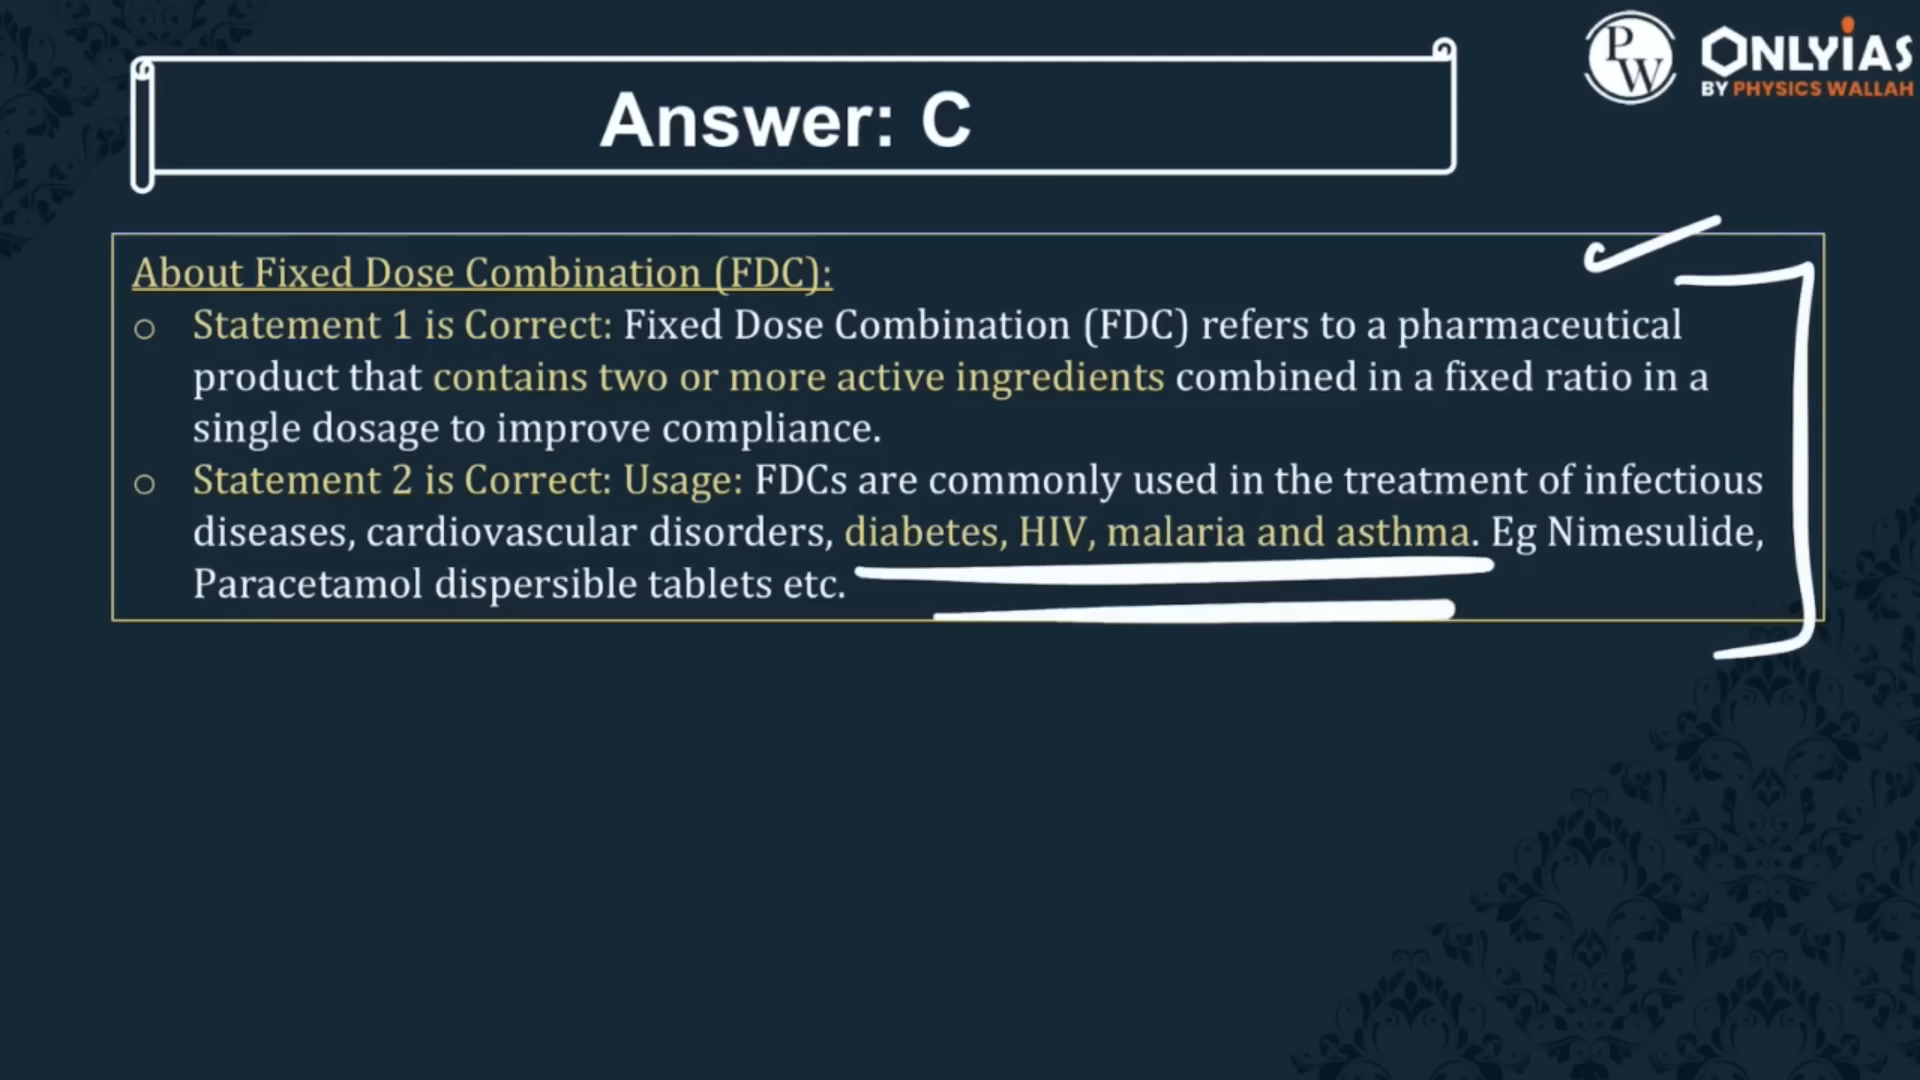 PW ONLYIAS
BY PHYSICS WALLAH
Answer: C
About Fixed Dose Combination (FDC):
o Statement 1 is Correct: Fixed Dose Combination (FDC) refers to a pharmaceutical
product that contains two or more active ingredients combined in a fixed ratio in a
single dosage to improve compliance.
o Statement 2 is Correct: Usage: FDCs are commonly used in the treatment of infectious
diseases, cardiovascular disorders, diabetes, HIV, malaria and asthma. Eg Nimesulide,
Paracetamol dispersible tablets etc.